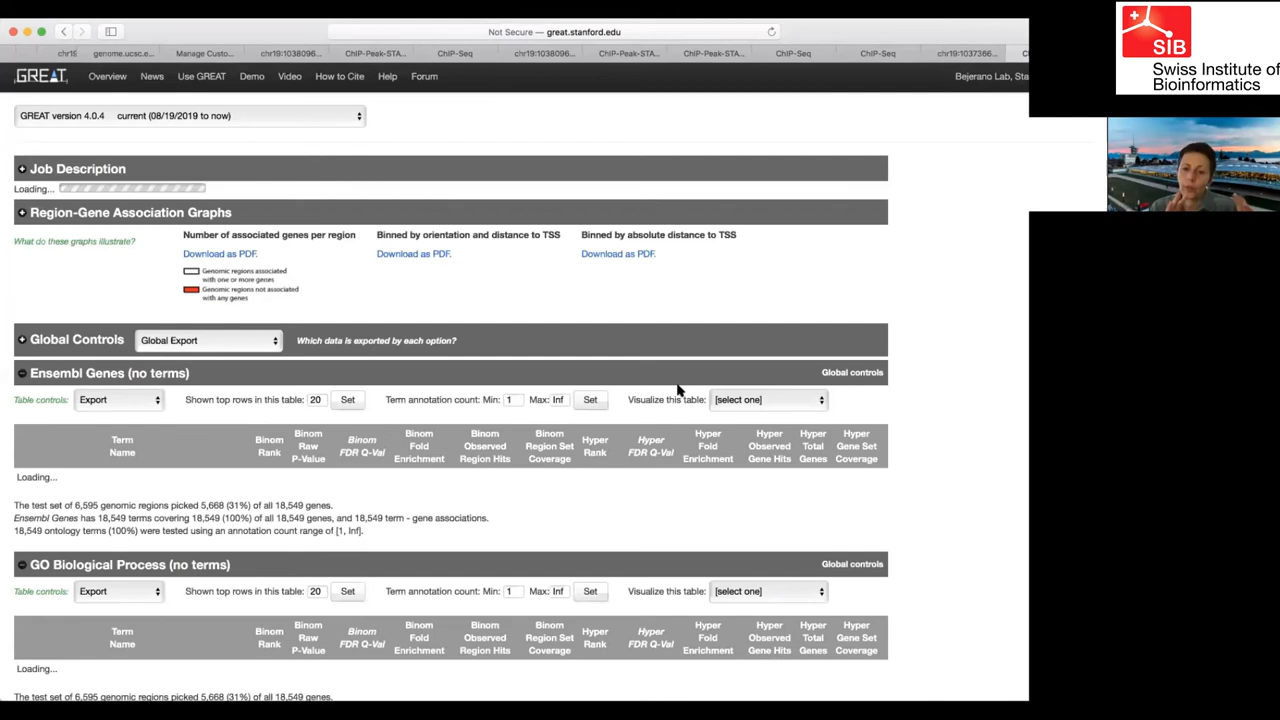 Not Secure — great.stanford.edu
chr15 genome.ucsc.e... Manage Custo... chr19:1038096... ChIP-Peak-STA... ChIP-Seq chr19:1038096... ChIP-Peak-STA... ChIP-Peak-STA... ChIP-Seq ChIP-Seq chr19:1037366...
GREAT Overview News Use GREAT Demo Video How to Cite Help Forum Bejerano Lab, Sta
GREAT version 4.0.4 current (08/19/2019 to now)
Job Description
Loading...
Region-Gene Association Graphs
What do these graphs illustrate?
Number of associated genes per region
Download as PDF.
Genomic regions associated
with one or more genes
Genomic regions not associated
with any genes
Binned by orientation and distance to TSS
Download as PDF.
Binned by absolute distance to TSS
Download as PDF.
Global Controls Global Export Which data is exported by each option?
Ensembl Genes (no terms) Global controls
Table controls: Export Shown top rows in this table: 20 Set Term annotation count: Min: 1 Max: Inf Set Visualize this table: [select one]
Term Name Binom Rank Binom Raw P-Value Binom FDR Q-Val Binom Fold Enrichment Binom Observed Region Hits Binom Region Set Coverage Hyper Rank Hyper FDR Q-Val Hyper Fold Enrichment Hyper Observed Gene Hits Hyper Total Genes Hyper Gene Set Coverage
Loading...
The test set of 6,595 genomic regions picked 5,668 (31%) of all 18,549 genes.
Ensembl Genes has 18,549 terms covering 18,549 (100%) of all 18,549 genes, and 18,549 term - gene associations.
18,549 ontology terms (100%) were tested using an annotation count range of [1, Inf].
GO Biological Process (no terms) Global controls
Table controls: Export Shown top rows in this table: 20 Set Term annotation count: Min: 1 Max: Inf Set Visualize this table: [select one]
Term Name Binom Rank Binom Raw P-Value Binom FDR Q-Val Binom Fold Enrichment Binom Observed Region Hits Binom Region Set Coverage Hyper Rank Hyper FDR Q-Val Hyper Fold Enrichment Hyper Observed Gene Hits Hyper Total Genes Hyper Gene Set Coverage
Loading...
The test set of 6,595 genomic regions picked 5,668 (31%) of all 18,549 genes.
SIB
Swiss Institute of
Bioinformatics